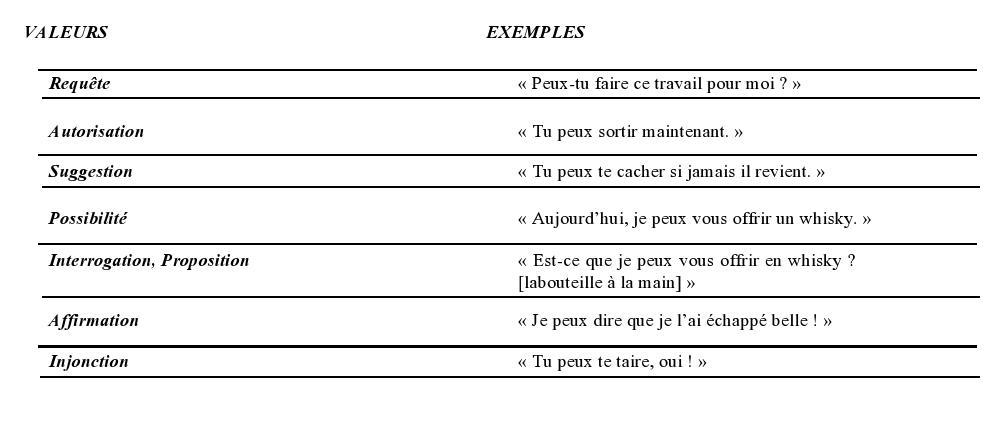 VALEURS EXEMPLES
Requête « Peux-tu faire ce travail pour moi ? »
Autorisation « Tu peux sortir maintenant. »
Suggestion « Tu peux te cacher si jamais il revient. »
Possibilité « Aujourd’hui, je peux vous offrir un whisky. »
Interrogation, Proposition « Est-ce que je peux vous offrir en whisky ?
[labouteille à la main] »
Affirmation « Je peux dire que je l’ai échappé belle ! »
Injonction « Tu peux te taire, oui ! »